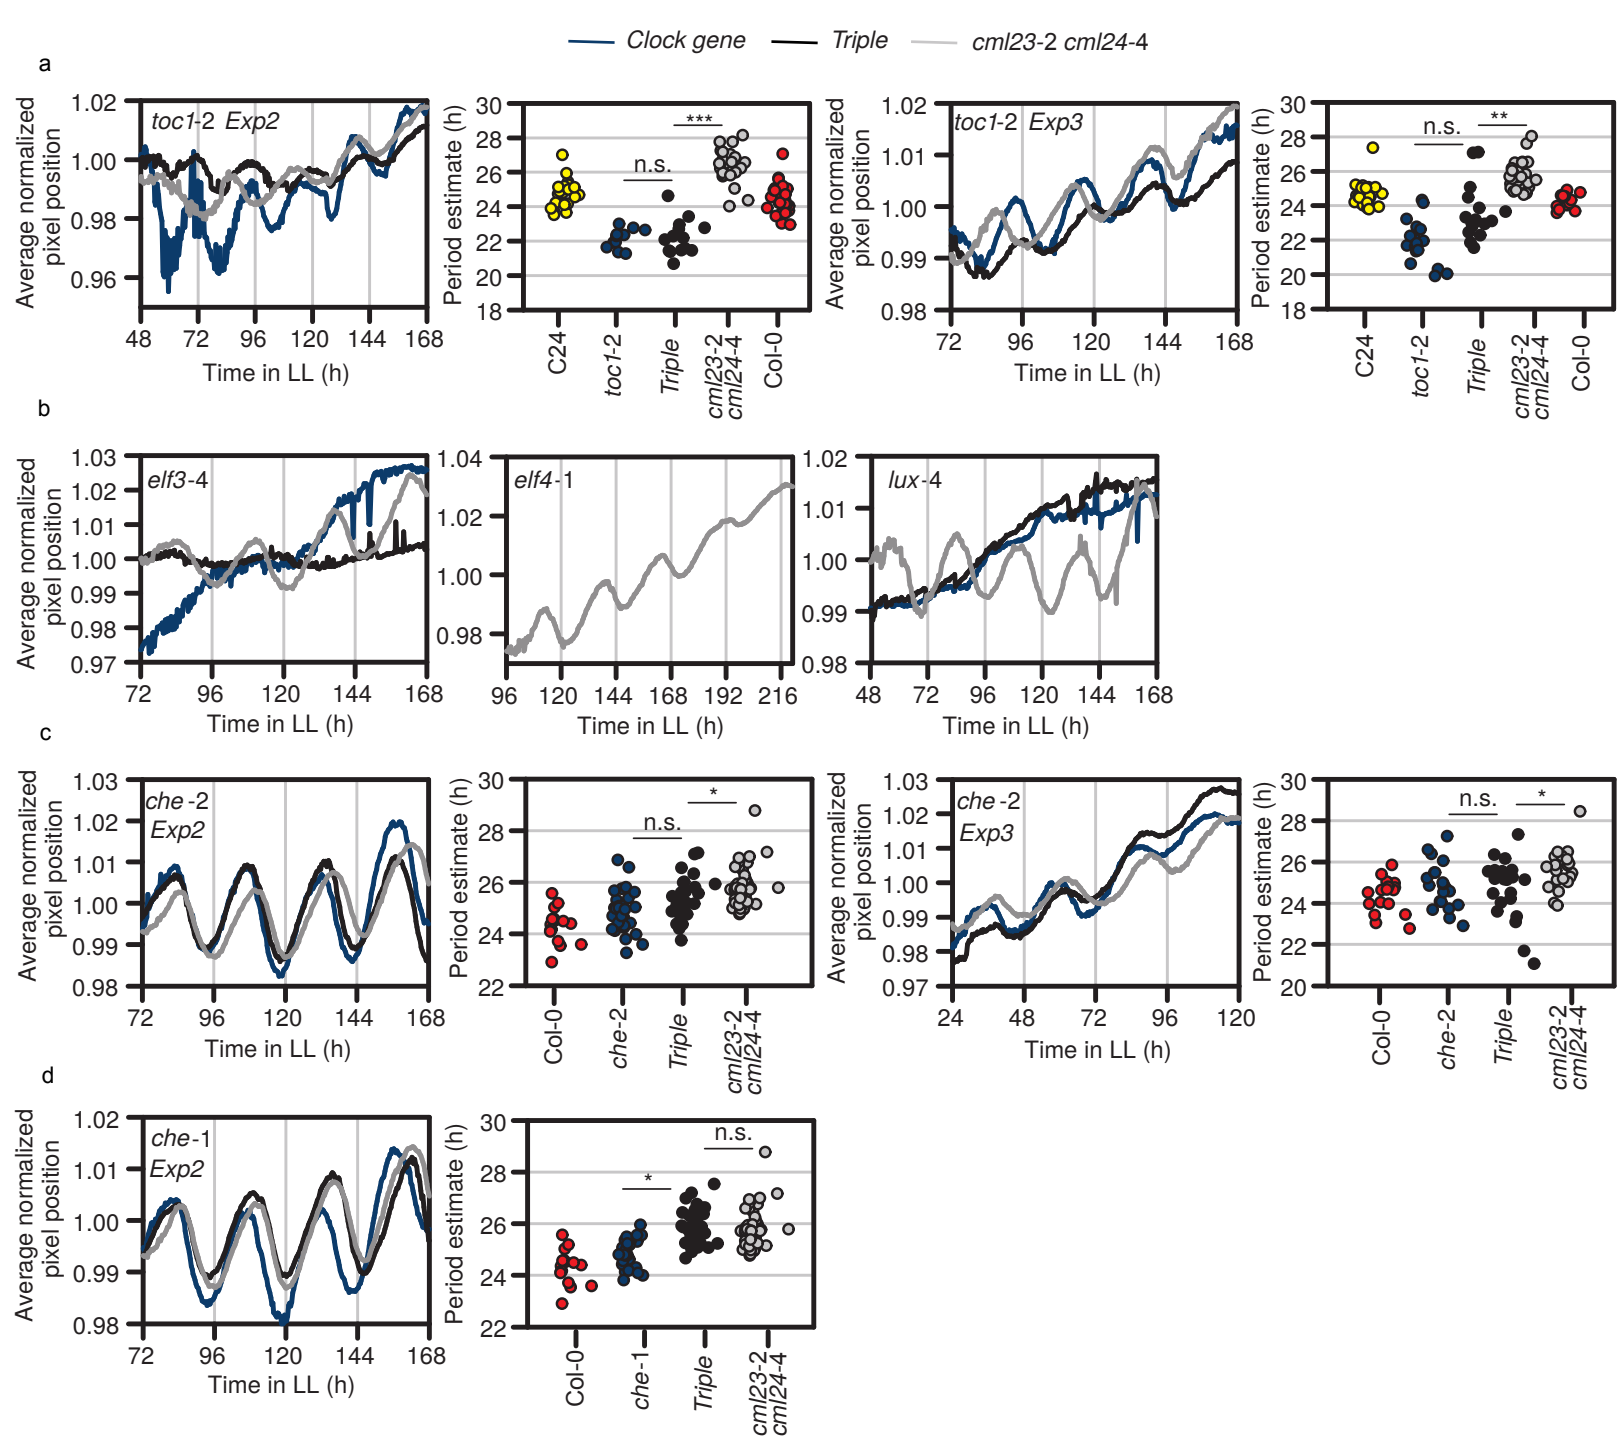 Clock gene Triple cml23-2 cml24-4
a
Average normalized
pixel position
1.02
1.00
0.98
0.96
toc1-2 Exp2
48 72 96 120 144 168
Time in LL (h)
Period estimate (h)
30
28
26
24
22
20
18
n.s.
***
C24
toc1-2
Triple
cml23-2
cml24-4
Col-0
Average normalized
pixel position
1.02
1.01
1.00
0.99
0.98
toc1-2 Exp3
72 96 120 144 168
Time in LL (h)
Period estimate (h)
30
28
26
24
22
20
18
n.s.
**
C24
toc1-2
Triple
cml23-2
cml24-4
Col-0
b
Average normalized
pixel position
1.03
1.02
1.01
1.00
0.99
0.98
0.97
elf3-4
72 96 120 144 168
Time in LL (h)
1.04
1.02
1.00
0.98
elf4-1
96 120 144 168 192 216
Time in LL (h)
1.02
1.01
1.00
0.99
0.98
lux-4
48 72 96 120 144 168
Time in LL (h)
c
Average normalized
pixel position
1.03
1.02
1.01
1.00
0.99
0.98
che-2
Exp2
72 96 120 144 168
Time in LL (h)
Period estimate (h)
30
28
26
24
22
n.s.
*
Col-0
che-2
Triple
cml23-2
cml24-4
Average normalized
pixel position
1.03
1.02
1.01
1.00
0.99
0.98
0.97
che-2
Exp3
24 48 72 96 120
Time in LL (h)
Period estimate (h)
30
28
26
24
22
20
n.s.
*
Col-0
che-2
Triple
cml23-2
cml24-4
d
Average normalized
pixel position
1.02
1.01
1.00
0.99
0.98
che-1
Exp2
72 96 120 144 168
Time in LL (h)
Period estimate (h)
30
28
26
24
22
*
n.s.
Col-0
che-1
Triple
cml23-2
cml24-4